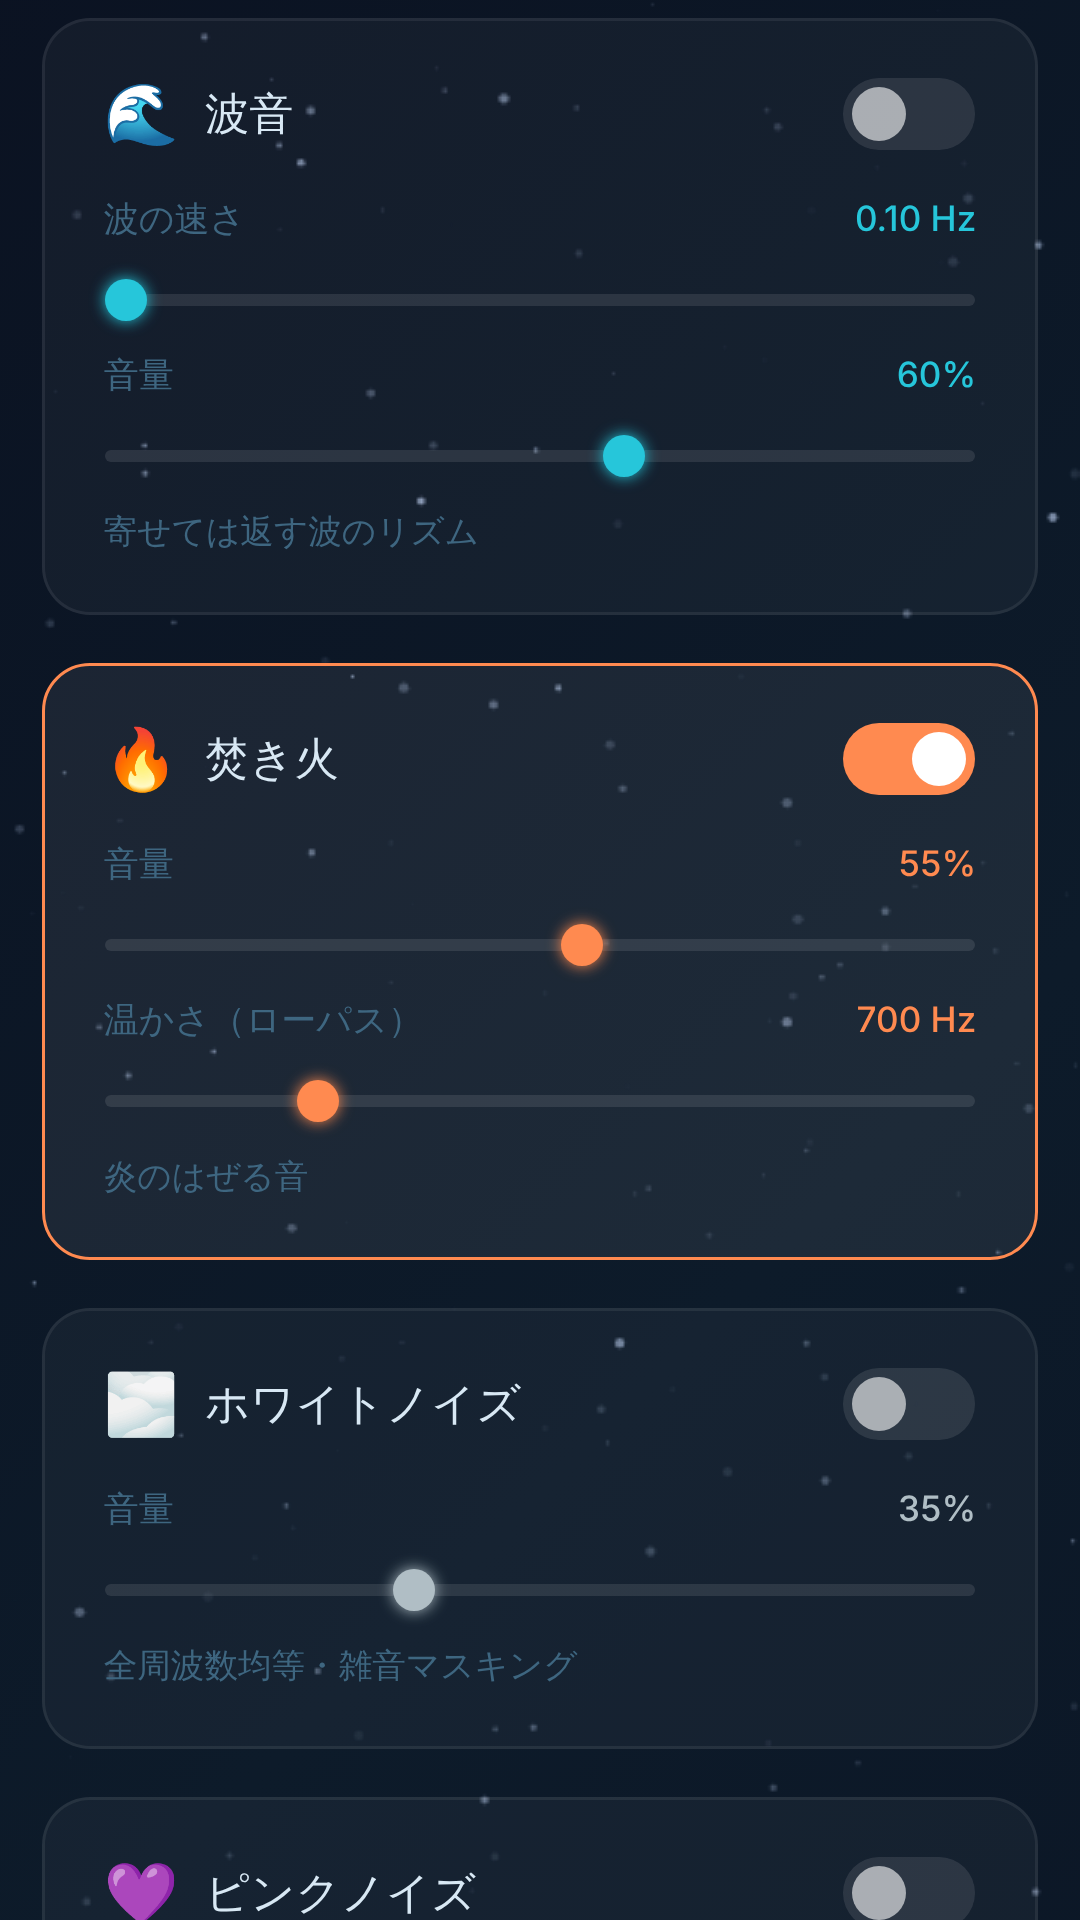 波音
波の速さ 0.10 Hz
音量 60%
寄せては返す波のリズム
焚き火
音量 55%
温かさ（ローパス） 700 Hz
炎のはぜる音
ホワイトノイズ
音量 35%
全周波数均等・雑音マスキング
ピンクノイズ